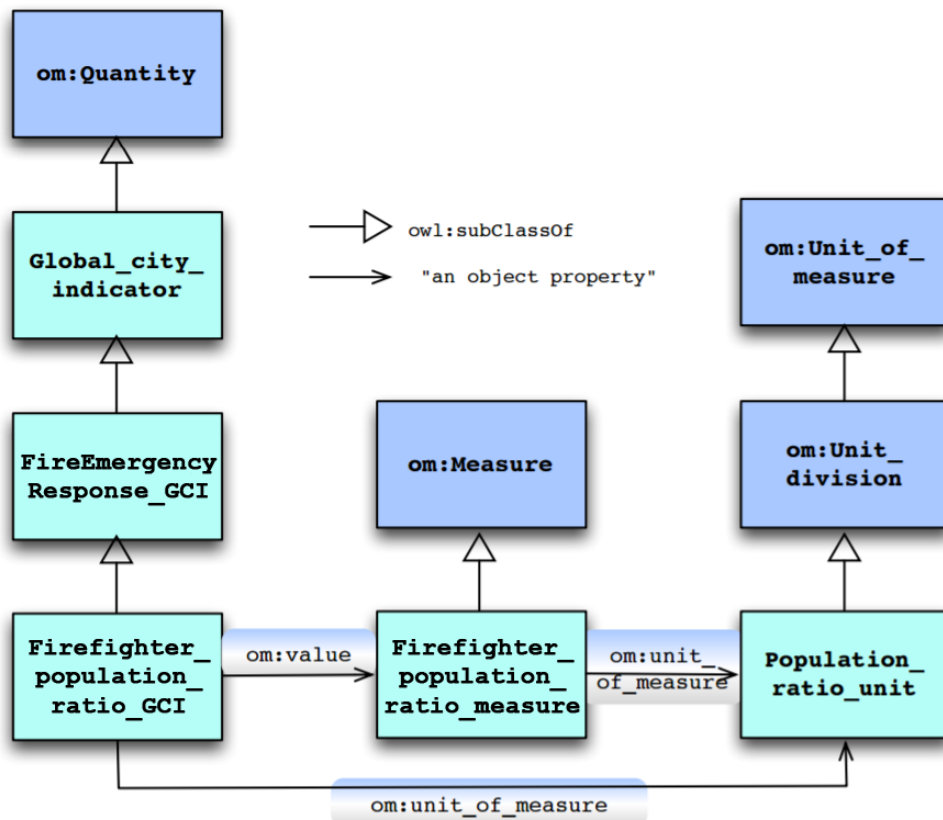 om:Quantity
Global_city_
indicator
owl:subClassOf
"an object property"
om:Unit_of_
measure
FireEmergency
Response_GCI
om:Measure
om:Unit_
division
Firefighter_
population_
ratio_GCI
om:value
Firefighter_
population_
ratio_measure
om:unit_
of_measure
Population_
ratio_unit
om:unit_of_measure